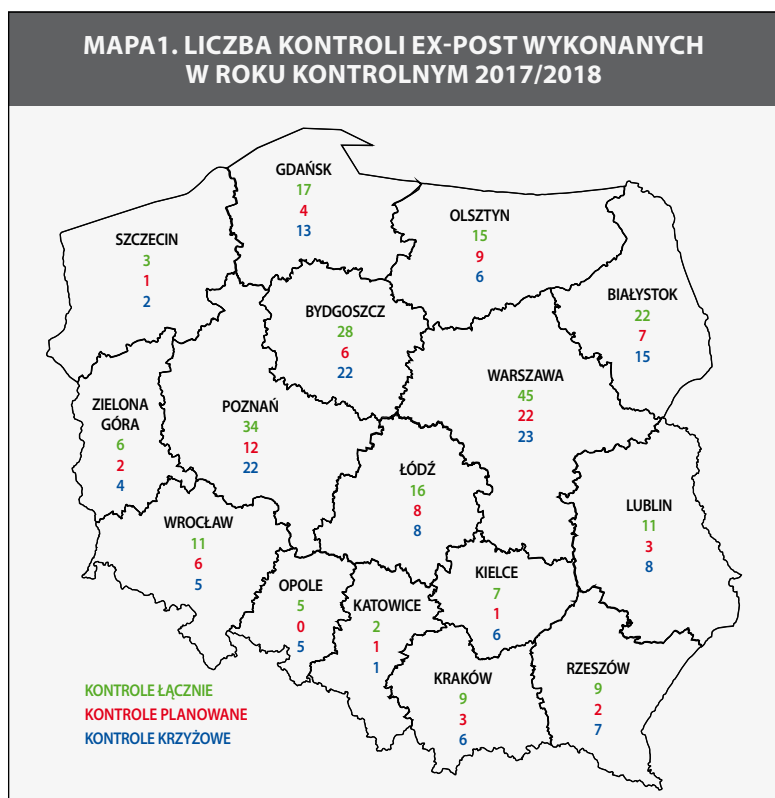 MAPA1. LICZBA KONTROLI EX-POST WYKONANYCH
W ROKU KONTROLNYM 2017/2018
GDAŃSK
17
4
13
OLSZTYN
15
9
6
SZCZECIN
3
1
2
BIAŁYSTOK
22
7
15
BYDGOSZCZ
28
6
22
WARSZAWA
45
22
23
ZIELONA
GÓRA
6
2
4
POZNAŃ
34
12
22
ŁÓDŹ
16
8
8
LUBLIN
11
3
8
WROCŁAW
11
6
5
OPOLE
5
0
5
KATOWICE
2
1
1
KIELCE
7
1
6
KRAKÓW
9
3
6
RZESZÓW
9
2
7
KONTROLE ŁĄCZNIE
KONTROLE PLANOWANE
KONTROLE KRZYŻOWE